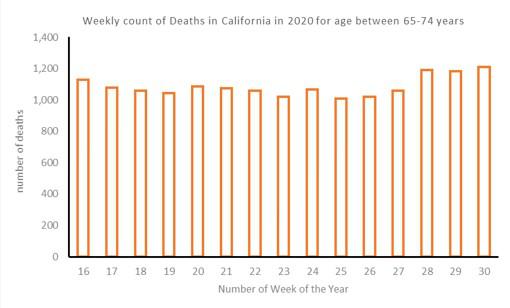 Weekly count of Deaths in California in 2020 for age between 65-74 years
1,400
1,200
1,000
800
600
400
200
0
number of deaths
16 17 18 19 20 21 22 23 24 25 26 27 28 29 30
Number of Week of the Year